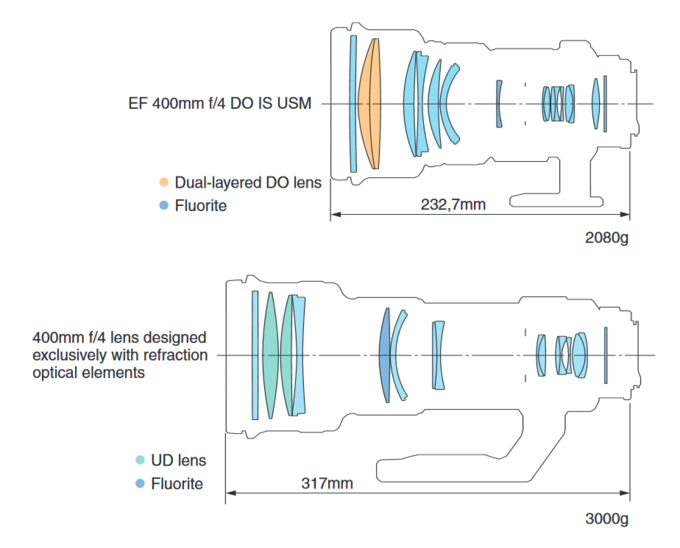 EF 400mm f/4 DO IS USM
Dual-layered DO lens
Fluorite
232,7mm
2080g
400mm f/4 lens designed
exclusively with refraction
optical elements
UD lens
Fluorite
317mm
3000g